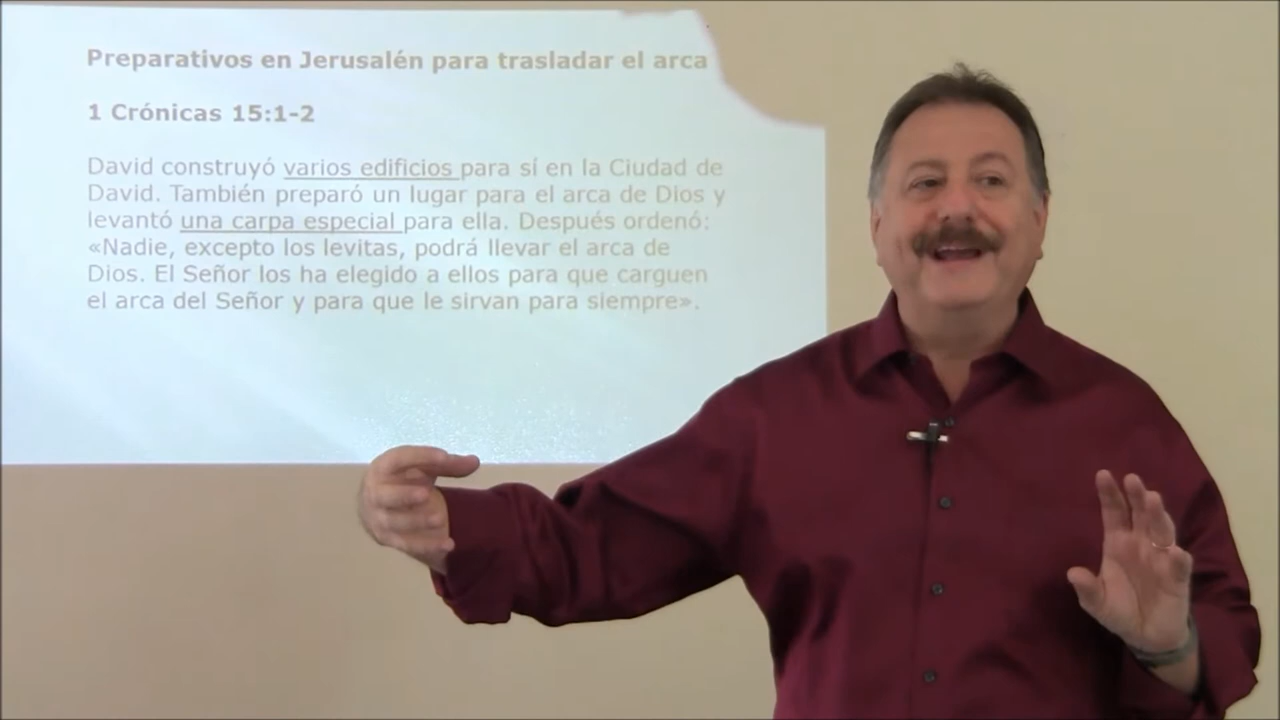 Preparativos en Jerusalén para trasladar el arca
1 Crónicas 15:1-2
David construyó varios edificios para sí en la Ciudad de
David. También preparó un lugar para el arca de Dios y
levantó una carpa especial para ella. Después ordenó:
«Nadie, excepto los levitas, podrá llevar el arca de
Dios. El Señor los ha elegido a ellos para que carguen
el arca del Señor y para que le sirvan para siempre».